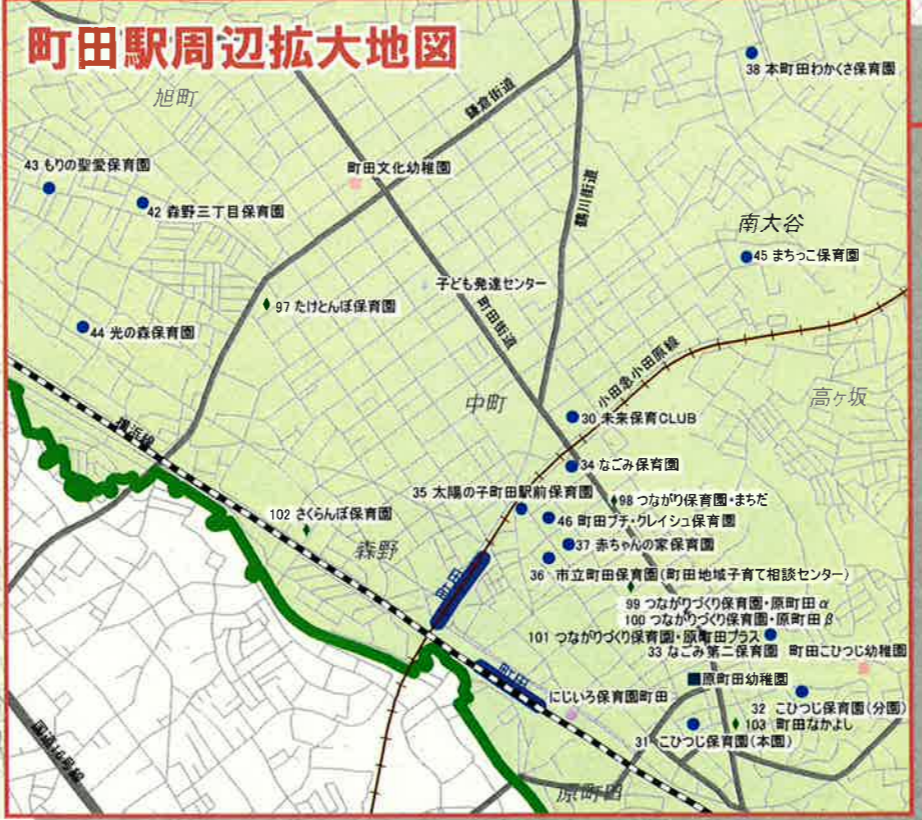 町田駅周辺拡大地図
38 本町田わかくさ保育園
旭町
鎌倉街道
43 もりの聖愛保育園
町田文化幼稚園
42 森野三丁目保育園
鶴川街道
南大谷
45 まちっこ保育園
子ども発達センター
97 たけとんぼ保育園
町田街道
44 光の森保育園
小田急小田原線
高ヶ坂
中町
30 未来保育CLUB
横浜線
34 なごみ保育園
35 太陽の子町田駅前保育園
98 つながり保育園・まちだ
102 さくらんぼ保育園
46 町田プチ・クレイシュ保育園
37 赤ちゃんの家保育園
森野
36 市立町田保育園(町田地域子育て相談センター)
町田
99 つながりづくり保育園・原町田α
100 つながりづくり保育園・原町田β
101 つながりづくり保育園・原町田プラス
33 なごみ第二保育園
町田こひつじ幼稚園
町田
原町田幼稚園
にじいろ保育園町田
32 こひつじ保育園(分園)
103 町田なかよし
31 こひつじ保育園(本園)
国道16号線
原町田